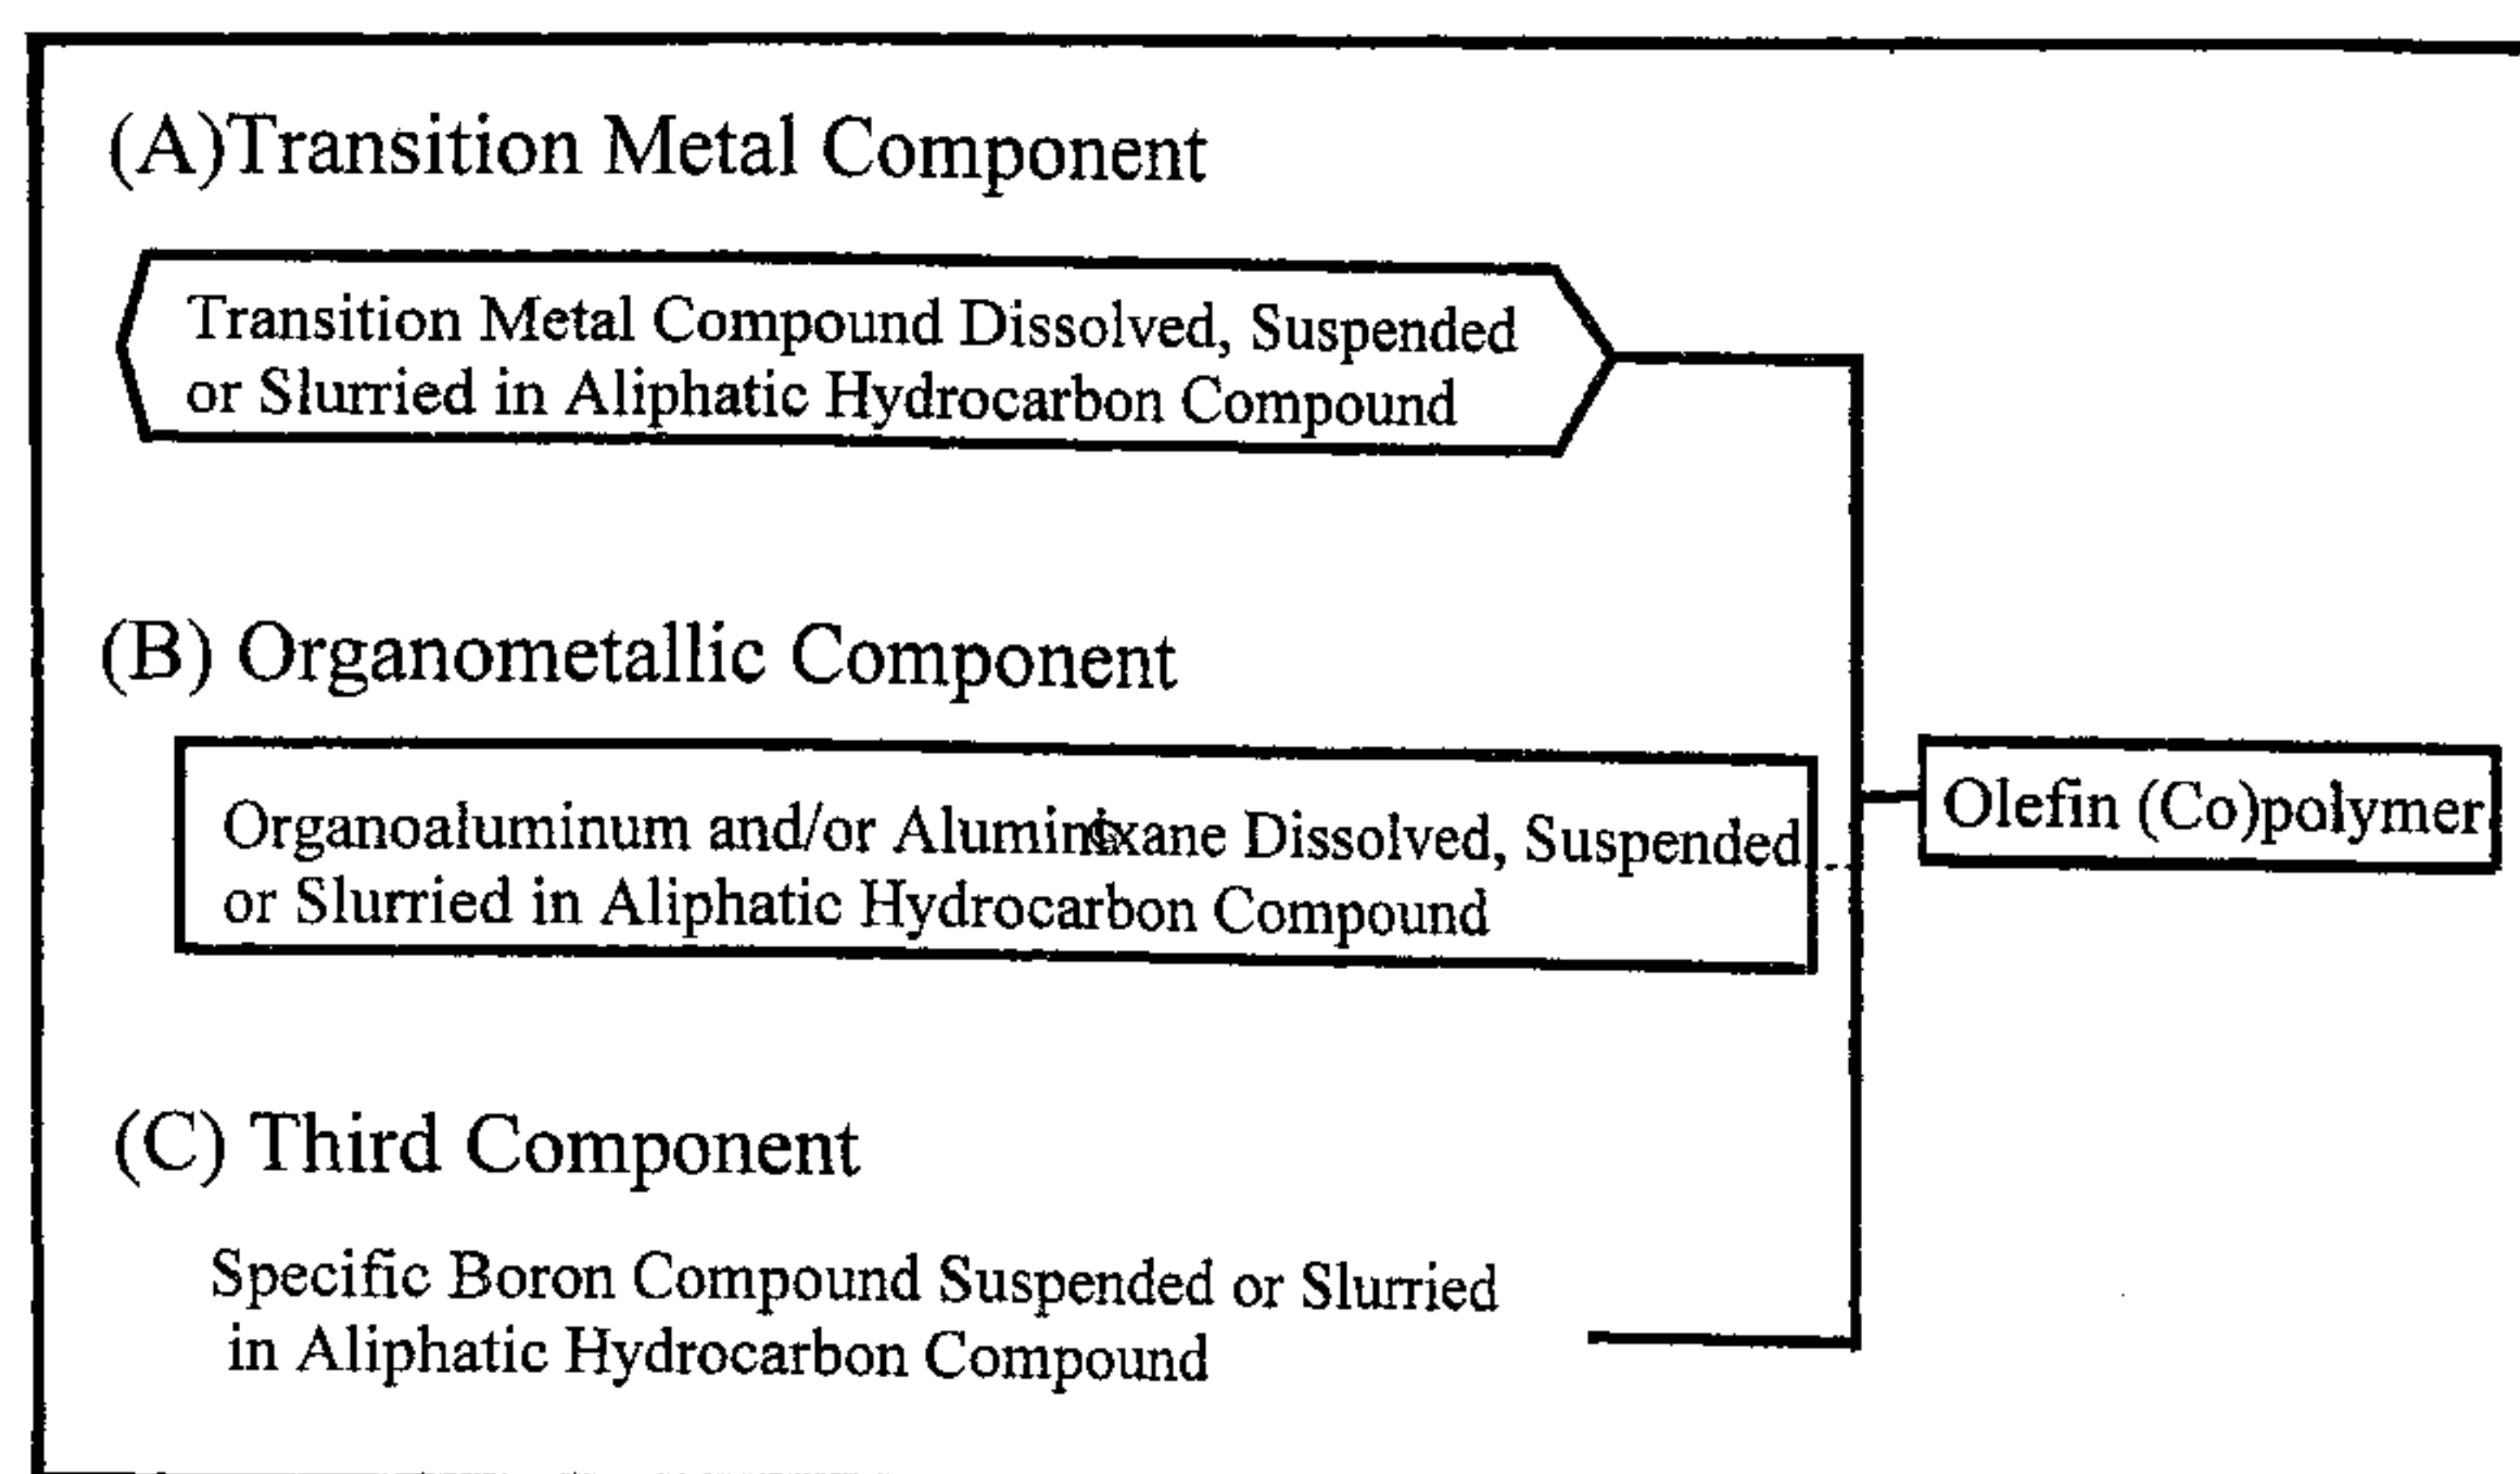 (A)Transition Metal Component
Transition Metal Compound Dissolved, Suspended
or Slurried in Aliphatic Hydrocarbon Compound
(B) Organometallic Component
Organoaluminum and/or Aluminoxane Dissolved, Suspended
or Slurried in Aliphatic Hydrocarbon Compound
Olefin (Co)polymer
(C) Third Component
Specific Boron Compound Suspended or Slurried
in Aliphatic Hydrocarbon Compound